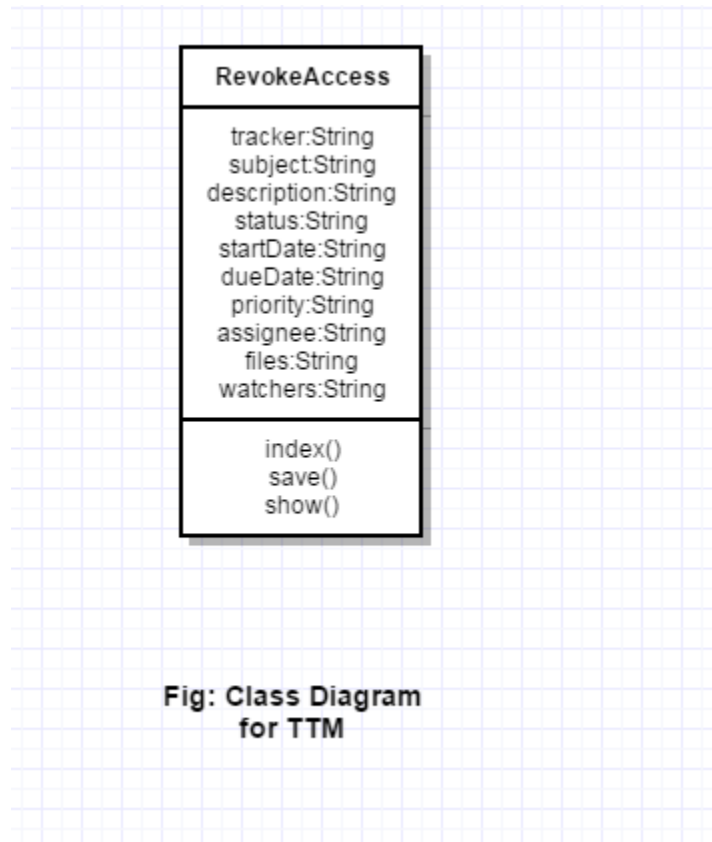 RevokeAccess
tracker:String
subject:String
description:String
status:String
startDate:String
dueDate:String
priority:String
assignee:String
files:String
watchers:String
index()
save()
show()
Fig: Class Diagram
for TTM